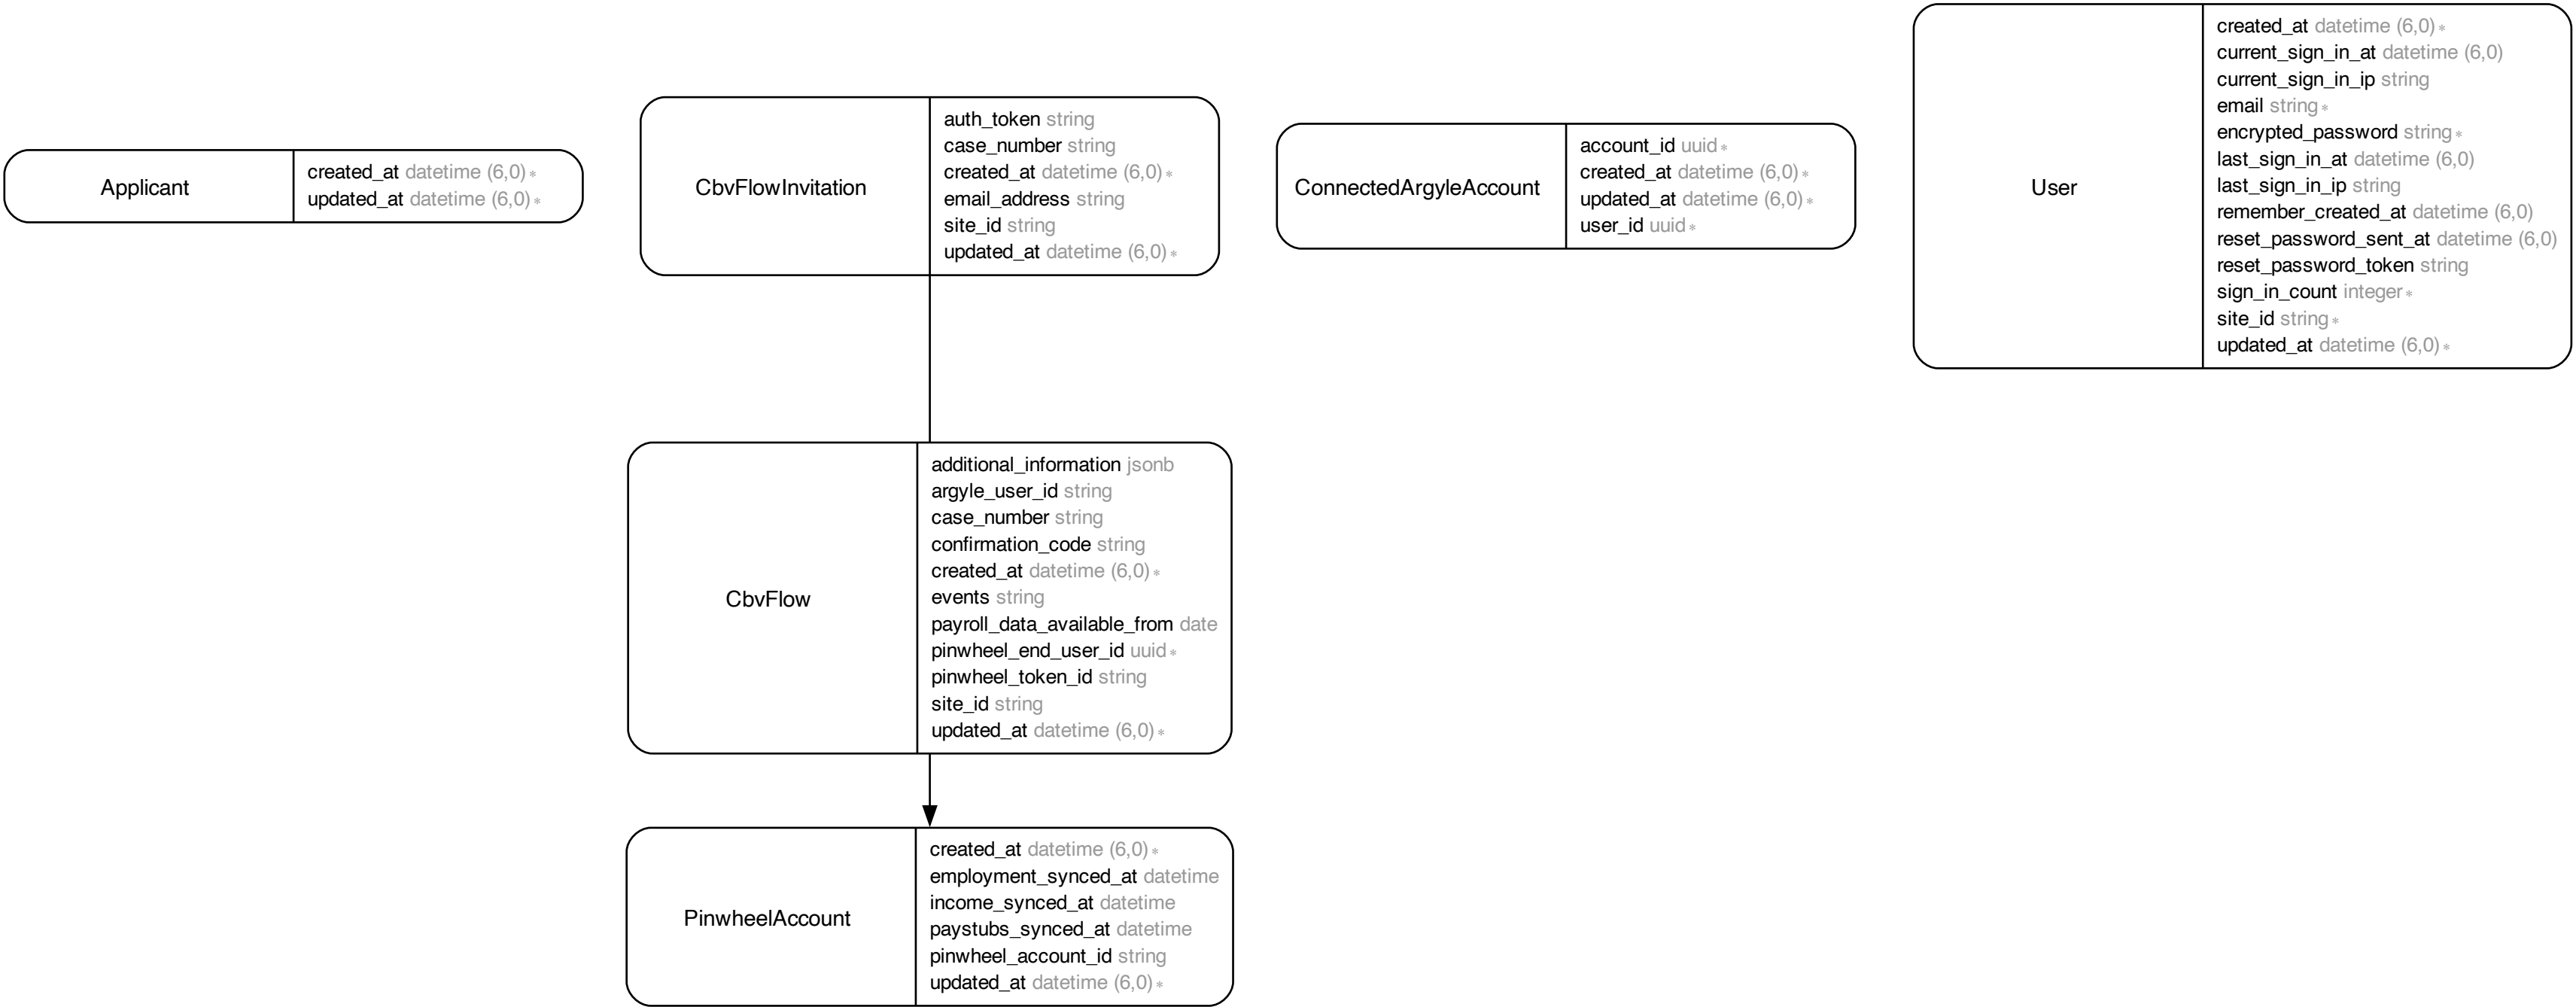 Applicant
created_at datetime (6,0) *
updated_at datetime (6,0) *
CbvFlowInvitation
auth_token string
case_number string
created_at datetime (6,0) *
email_address string
site_id string
updated_at datetime (6,0) *
ConnectedArgyleAccount
account_id uuid *
created_at datetime (6,0) *
updated_at datetime (6,0) *
user_id uuid *
User
created_at datetime (6,0) *
current_sign_in_at datetime (6,0)
current_sign_in_ip string
email string *
encrypted_password string *
last_sign_in_at datetime (6,0)
last_sign_in_ip string
remember_created_at datetime (6,0)
reset_password_sent_at datetime (6,0)
reset_password_token string
sign_in_count integer *
site_id string *
updated_at datetime (6,0) *
CbvFlow
additional_information jsonb
argyle_user_id string
case_number string
confirmation_code string
created_at datetime (6,0) *
events string
payroll_data_available_from date
pinwheel_end_user_id uuid *
pinwheel_token_id string
site_id string
updated_at datetime (6,0) *
PinwheelAccount
created_at datetime (6,0) *
employment_synced_at datetime
income_synced_at datetime
paystubs_synced_at datetime
pinwheel_account_id string
updated_at datetime (6,0) *